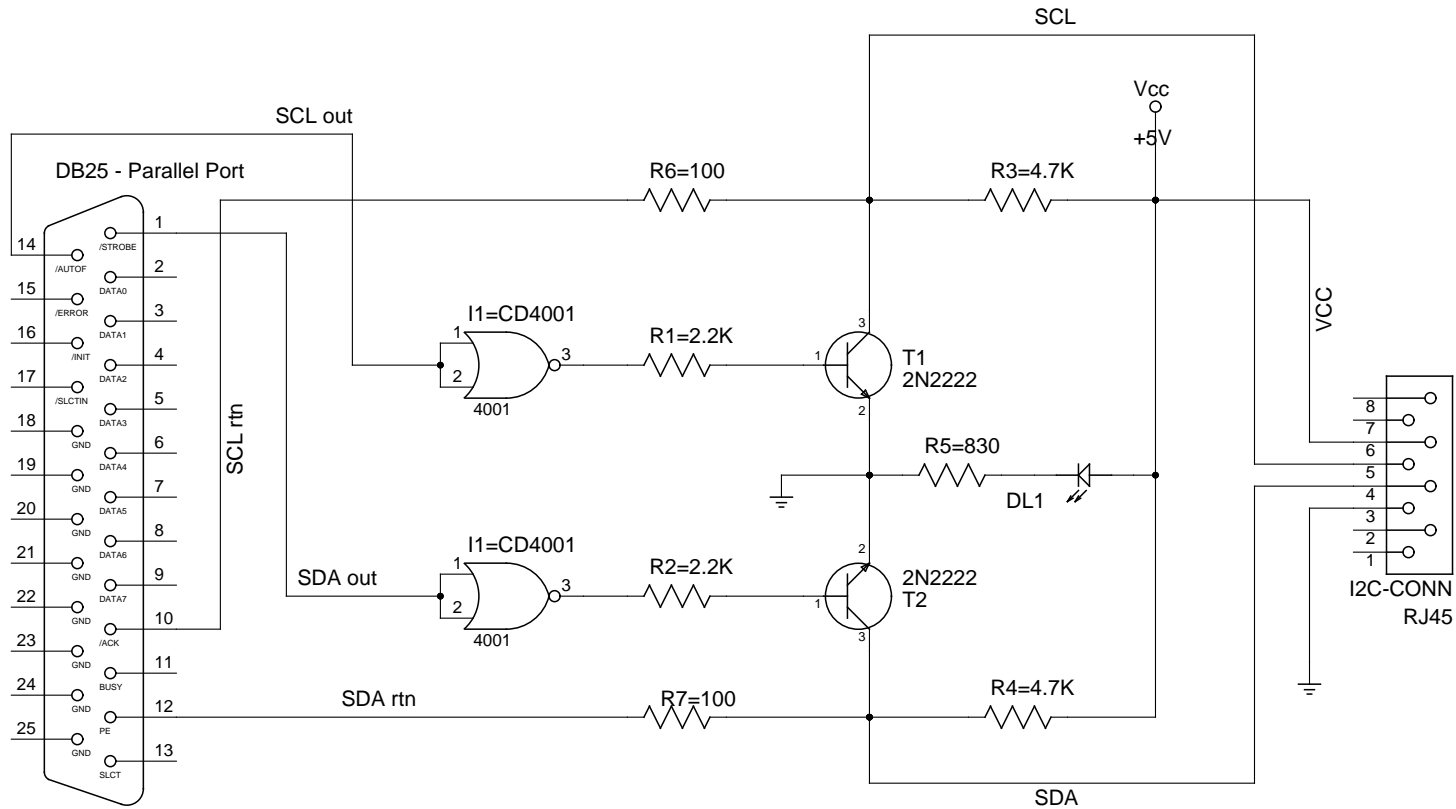 SCL
Vcc
+5V
SCL out
DB25 - Parallel Port
R6=100
R3=4.7K
1
14
/STROBE
/AUTOF
2
15
DATA0
/ERROR
3
16
DATA1
/INIT
4
17
DATA2
/SLCTIN
5
18
DATA3
GND
6
19
DATA4
GND
7
20
DATA5
GND
8
21
DATA6
GND
9
22
DATA7
GND
10
23
/ACK
GND
11
24
BUSY
GND
12
25
PE
GND
13
SLCT
SCL rtn
I1=CD4001
1
2
3
4001
R1=2.2K
1
3
2
T1
2N2222
VCC
R5=830
DL1
I1=CD4001
1
2
3
4001
SDA out
R2=2.2K
2
1
3
2N2222
T2
8
7
6
5
4
3
2
1
I2C-CONN
RJ45
SDA rtn
R7=100
R4=4.7K
SDA